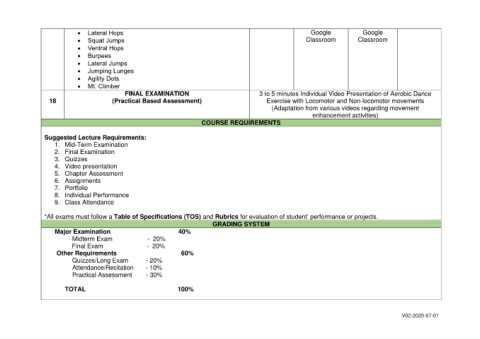 • Lateral Hops
• Squat Jumps
• Ventral Hops
• Burpees
• Lateral Jumps
• Jumping Lunges
• Agility Dots
• Mt. Climber
Google Classroom
Google Classroom
18
FINAL EXAMINATION
(Practical Based Assessment)
3 to 5 minutes Individual Video Presentation of Aerobic Dance
Exercise with Locomotor and Non-locomotor movements
(Adaptation from various videos regarding movement
enhancement activities)
COURSE REQUIREMENTS
Suggested Lecture Requirements:
1. Mid-Term Examination
2. Final Examination
3. Quizzes
4. Video presentation
5. Chapter Assessment
6. Assignments
7. Portfolio
8. Individual Performance
9. Class Attendance
*All exams must follow a Table of Specifications (TOS) and Rubrics for evaluation of student' performance or projects.
GRADING SYSTEM
Major Examination 40%
Midterm Exam - 20%
Final Exam - 20%
Other Requirements 60%
Quizzes/Long Exam - 20%
Attendance/Recitation - 10%
Practical Assessment - 30%
TOTAL 100%
V02-2020-07-01